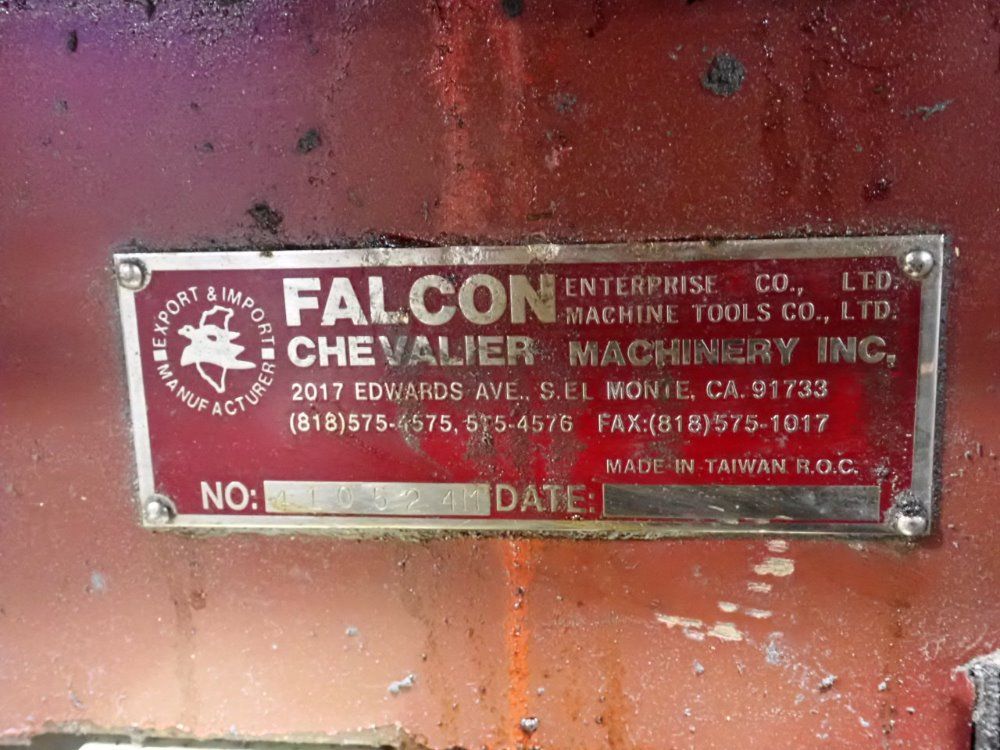 EXPORT & IMPORT
MANUFACTURER
FALCON ENTERPRISE CO., LTD.
MACHINE TOOLS CO., LTD.
CHEVALIER MACHINERY INC.
2017 EDWARDS AVE., S.EL MONTE, CA. 91733
(818)575-4575, 575-4576 FAX:(818)575-1017
MADE-IN-TAIWAN R.O.C.
NO: DATE: